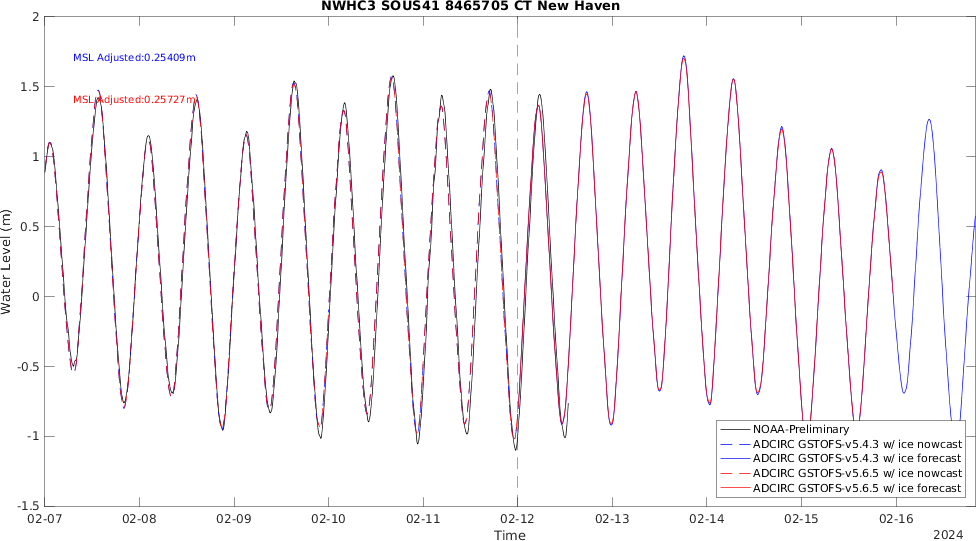 NWHC3 SOUS41 8465705 CT New Haven
2
1.5
1
0.5
0
-0.5
-1
-1.5
Water Level (m)
MSL Adjusted:0.25409m
MSL Adjusted:0.25727m
NOAA-Preliminary
ADCIRC GSTOFS-v5.4.3 w/ ice nowcast
ADCIRC GSTOFS-v5.4.3 w/ ice forecast
ADCIRC GSTOFS-v5.6.5 w/ ice nowcast
ADCIRC GSTOFS-v5.6.5 w/ ice forecast
02-07 02-08 02-09 02-10 02-11 02-12 02-13 02-14 02-15 02-16
Time
2024